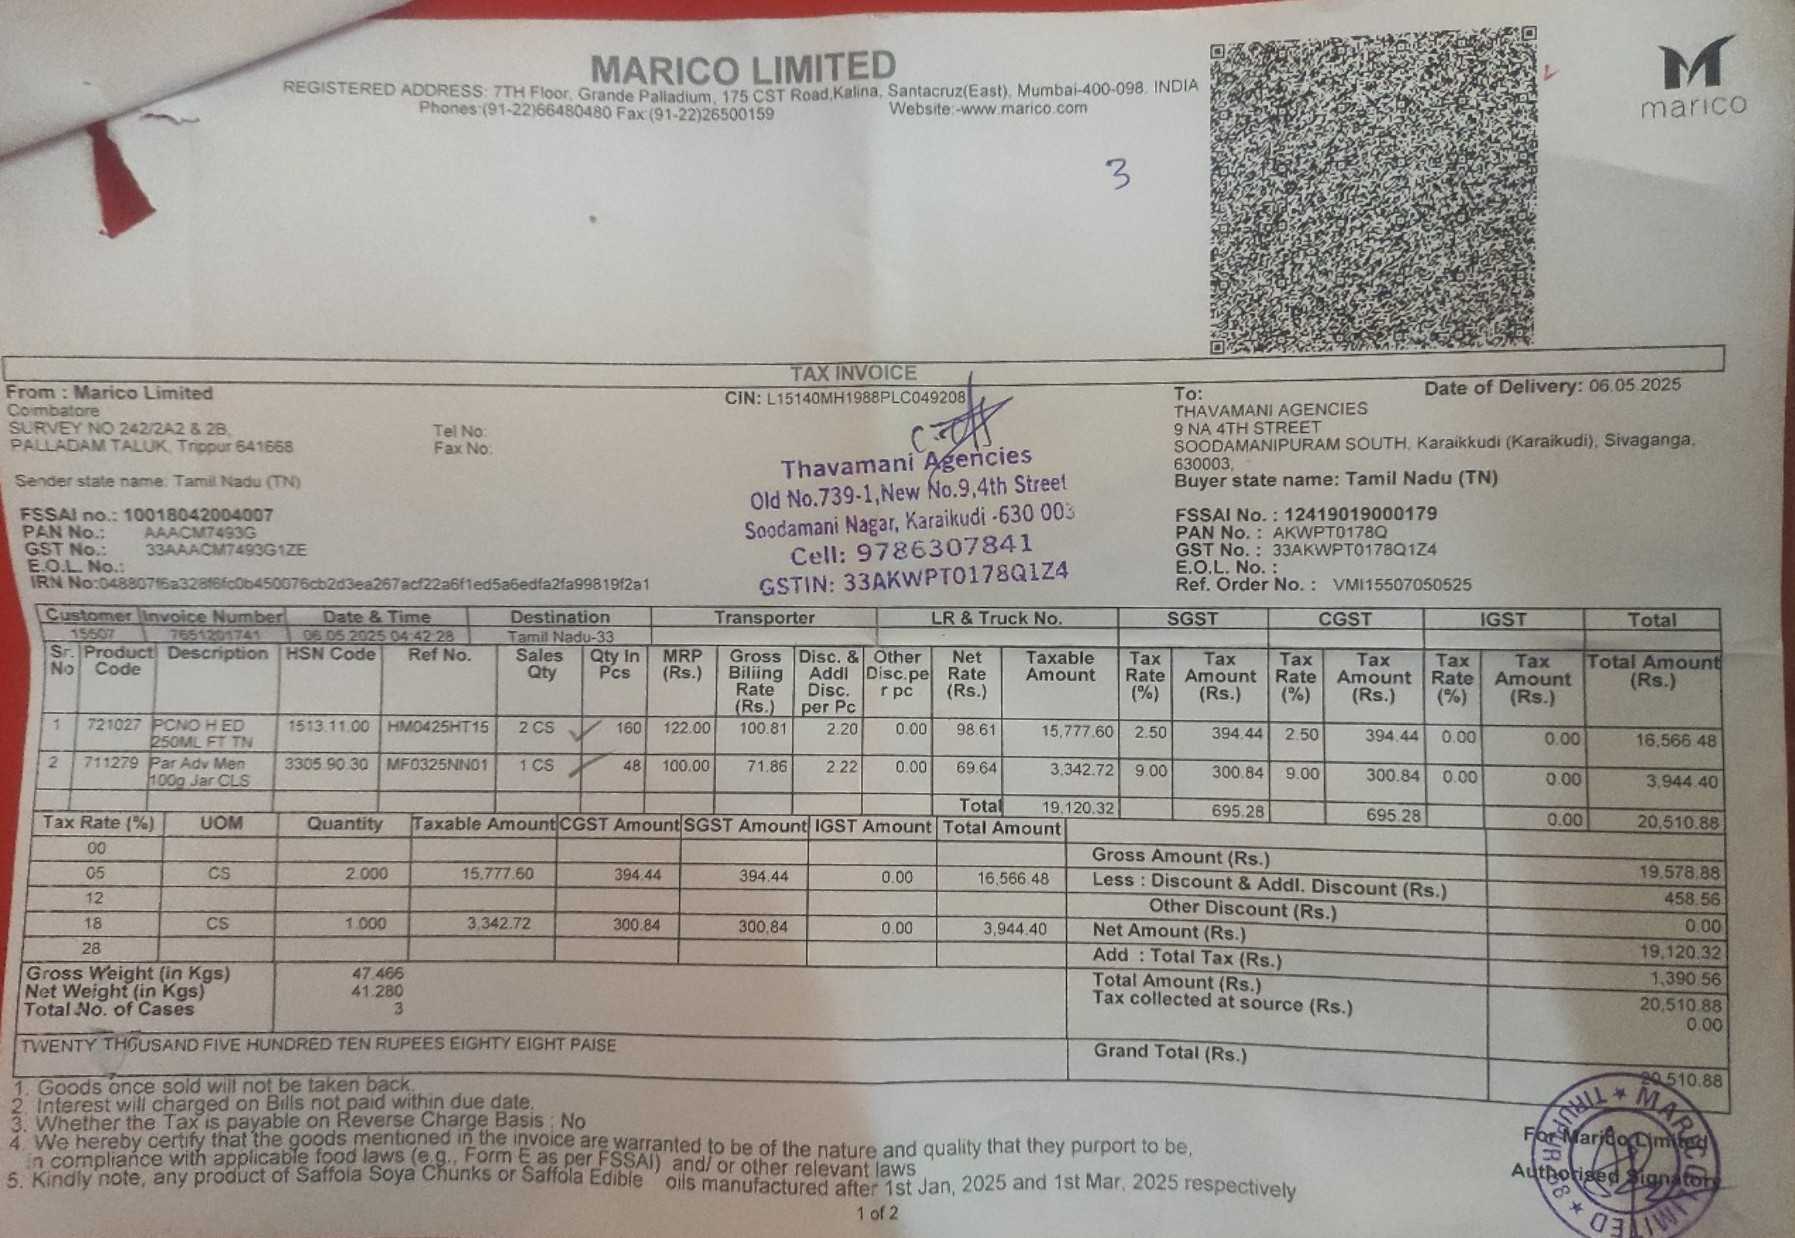 MARICO LIMITED
REGISTERED ADDRESS: 7TH Floor, Grande Palladium, 175 CST Road,Kalina, Santacruz(East), Mumbai-400-098. INDIA
Phones:(91-22)66480480 Fax:(91-22)26500159 Website:-www.marico.com
marico
3
TAX INVOICE
From : Marico Limited
Coimbatore
SURVEY NO 242/2A2 & 2B,
PALLADAM TALUK, Trippur 641668
Tel No:
Fax No:
Sender state name: Tamil Nadu (TN)
FSSAI no.: 10018042004007
PAN No.: AAACM7493G
GST No.: 33AAACM7493G1ZE
E.O.L. No.:
IRN No:048807f6a328f6fc0b450076cb2d3ea267acf22a6f1ed5a6edfa2fa99819f2a1
CIN: L15140MH1988PLC049208
Thavamani Agencies
Old No.739-1,New No.9,4th Street
Soodamani Nagar, Karaikudi -630 003
Cell: 9786307841
GSTIN: 33AKWPT0178Q1Z4
To: Date of Delivery: 06.05.2025
THAVAMANI AGENCIES
9 NA 4TH STREET
SOODAMANIPURAM SOUTH, Karaikkudi (Karaikudi), Sivaganga,
630003,
Buyer state name: Tamil Nadu (TN)
FSSAI No. : 12419019000179
PAN No. : AKWPT0178Q
GST No. : 33AKWPT0178Q1Z4
E.O.L. No. :
Ref. Order No. : VMI15507050525
Customer Invoice Number Date & Time Destination Transporter LR & Truck No. SGST CGST IGST Total
15507 7651201741 06.05.2025 04:42:28 Tamil Nadu-33
Sr. Product Description HSN Code Ref No. Sales Qty In MRP Gross Disc. & Other Net Taxable Tax Tax Tax Tax Tax Tax Total Amount
No Code Qty Pcs (Rs.) Billing Addl Disc.pe Rate Amount Rate Amount Rate Amount Rate Amount (Rs.)
Rate Disc. r pc (Rs.) (%) (Rs.) (%) (Rs.) (%) (Rs.)
(Rs.) per Pc
1 721027 PCNO H ED 1513.11.00 HM0425HT15 2 CS 160 122.00 100.81 2.20 0.00 98.61 15,777.60 2.50 394.44 2.50 394.44 0.00 0.00 16,566.48
250ML FT TN
2 711279 Par Adv Men 3305.90.30 MF0325NN01 1 CS 48 100.00 71.86 2.22 0.00 69.64 3,342.72 9.00 300.84 9.00 300.84 0.00 0.00 3,944.40
100g Jar CLS
Total 19,120.32 695.28 695.28 0.00 20,510.88
Tax Rate (%) UOM Quantity Taxable Amount CGST Amount SGST Amount IGST Amount Total Amount
00
05 CS 2.000 15,777.60 394.44 394.44 0.00 16,566.48
12
18 CS 1.000 3,342.72 300.84 300.84 0.00 3,944.40
28
Gross Amount (Rs.) 19,578.88
Less : Discount & Addl. Discount (Rs.) 458.56
Other Discount (Rs.) 0.00
Net Amount (Rs.) 19,120.32
Add : Total Tax (Rs.) 1,390.56
Total Amount (Rs.) 20,510.88
Tax collected at source (Rs.) 0.00
Gross Weight (in Kgs) 47.466
Net Weight (in Kgs) 41.280
Total No. of Cases 3
TWENTY THOUSAND FIVE HUNDRED TEN RUPEES EIGHTY EIGHT PAISE
Grand Total (Rs.) 20,510.88
1. Goods once sold will not be taken back.
2. Interest will charged on Bills not paid within due date.
3. Whether the Tax is payable on Reverse Charge Basis : No
4. We hereby certify that the goods mentioned in the invoice are warranted to be of the nature and quality that they purport to be,
in compliance with applicable food laws (e.g., Form E as per FSSAI) and/ or other relevant laws
5. Kindly note, any product of Saffola Soya Chunks or Saffola Edible oils manufactured after 1st Jan, 2025 and 1st Mar, 2025 respectively
For Marico Limited
Authorised Signatory
MARICO LIMITED
1 of 2